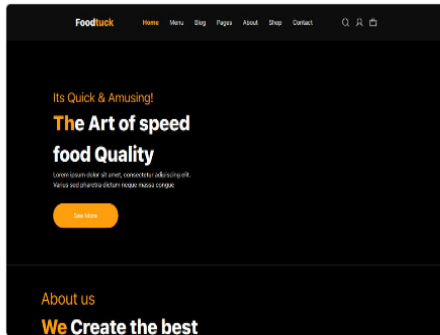 Foodtuck
Home Menu Blog Pages About Shop Contact
Its Quick & Amusing!
The Art of speed
food Quality
Lorem ipsum dolor sit amet, consectetur adipiscing elit.
Varius sed pharetra dictum neque massa congue
See More
About us
We Create the best